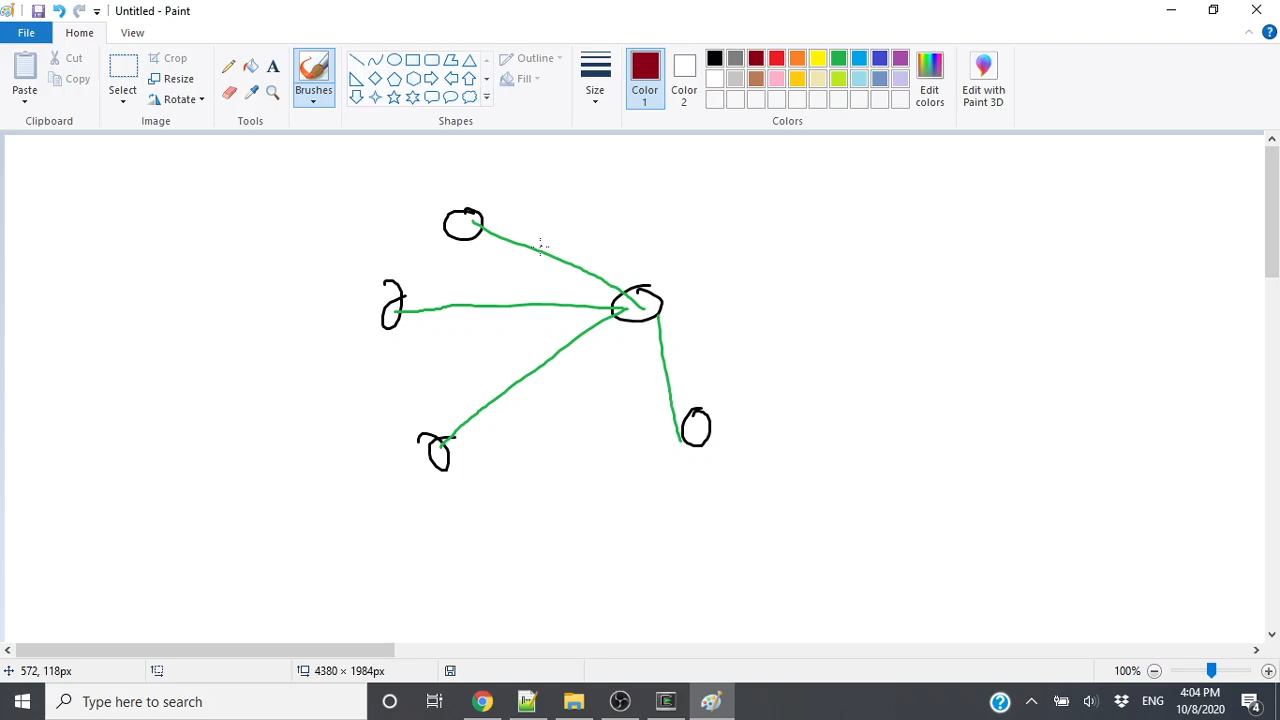 Untitled - Paint
File Home View
Paste
Cut
Copy
Clipboard
Select
Crop
Resize
Rotate
Image
A
Tools
Brushes
Outline
Fill
Shapes
Size
Color 1
Color 2
Edit colors
Colors
Edit with Paint 3D
572, 118px
4380 × 1984px
100%
Type here to search
ENG
4:04 PM
10/8/2020
4